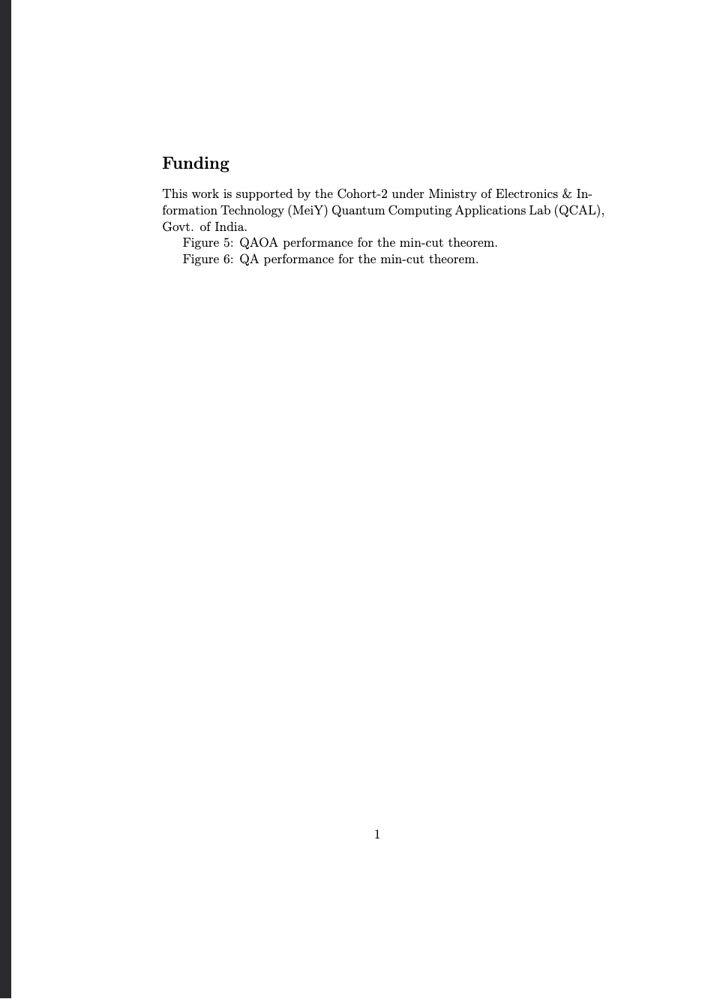 Funding
This work is supported by the Cohort-2 under Ministry of Electronics & In-
formation Technology (MeiY) Quantum Computing Applications Lab (QCAL),
Govt. of India.
Figure 5: QAOA performance for the min-cut theorem.
Figure 6: QA performance for the min-cut theorem.
1